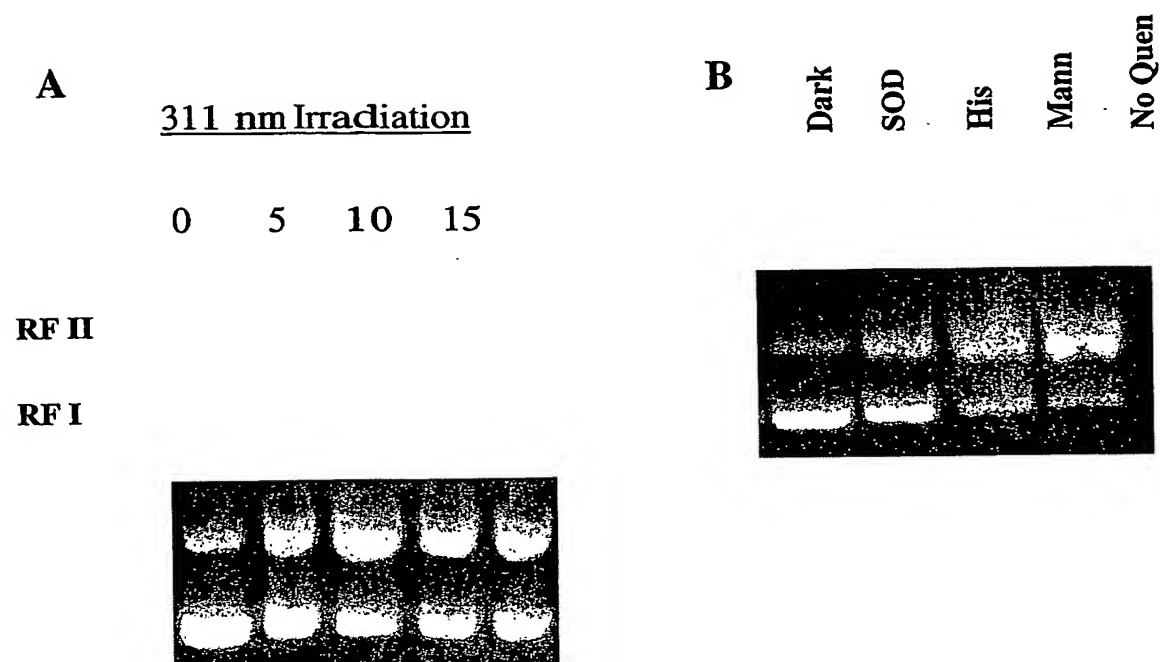 A
311 nm Irradiation
0 5 10 15
RF II
RF I
B
Dark
SOD
His
Mann
No Quen